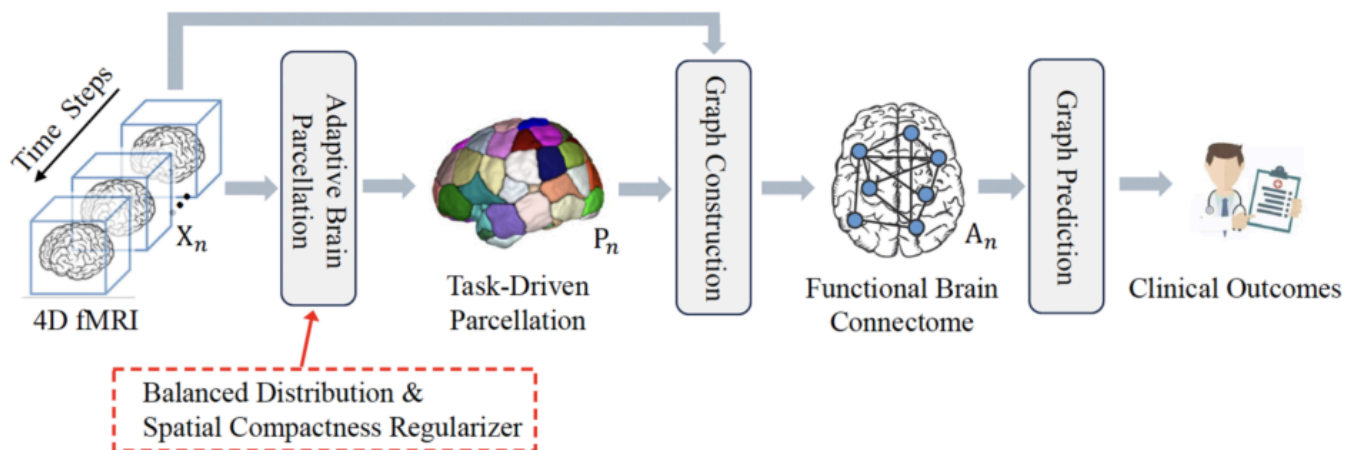 Time Steps
X_n
4D fMRI
Adaptive Brain
Parcellation
Balanced Distribution &
Spatial Compactness Regularizer
P_n
Task-Driven
Parcellation
Graph Construction
A_n
Functional Brain
Connectome
Graph Prediction
Clinical Outcomes